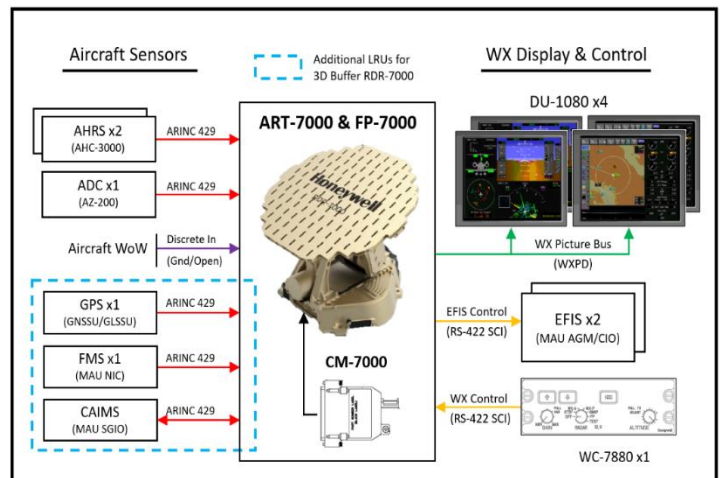 Aircraft Sensors
Additional LRUs for
3D Buffer RDR-7000
WX Display & Control
AHRS x2
(AHC-3000)
ARINC 429
ADC x1
(AZ-200)
ARINC 429
Aircraft WoW
Discrete In
(Gnd/Open)
GPS x1
(GNSSU/GLSSU)
ARINC 429
FMS x1
(MAU NIC)
ARINC 429
CAIMS
(MAU SGIO)
ARINC 429
ART-7000 & FP-7000
Honeywell
CM-7000
DU-1080 x4
WX Picture Bus
(WXPD)
EFIS Control
(RS-422 SCI)
EFIS x2
(MAU AGM/CIO)
WX Control
(RS-422 SCI)
RADAR
WC-7880 x1